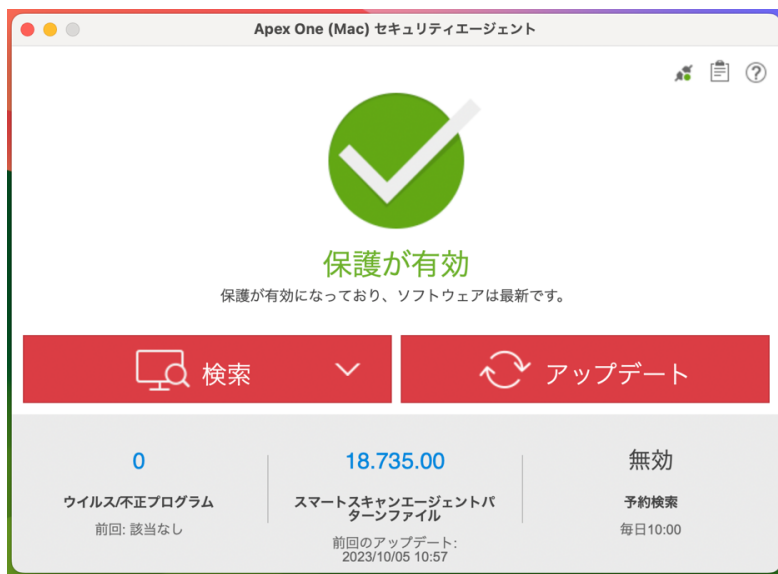 Apex One (Mac) セキュリティエージェント
保護が有効
保護が有効になっており、ソフトウェアは最新です。
検索
アップデート
0
ウイルス/不正プログラム
前回: 該当なし
18.735.00
スマートスキャンエージェントパ
ターンファイル
前回のアップデート:
2023/10/05 10:57
無効
予約検索
毎日10:00